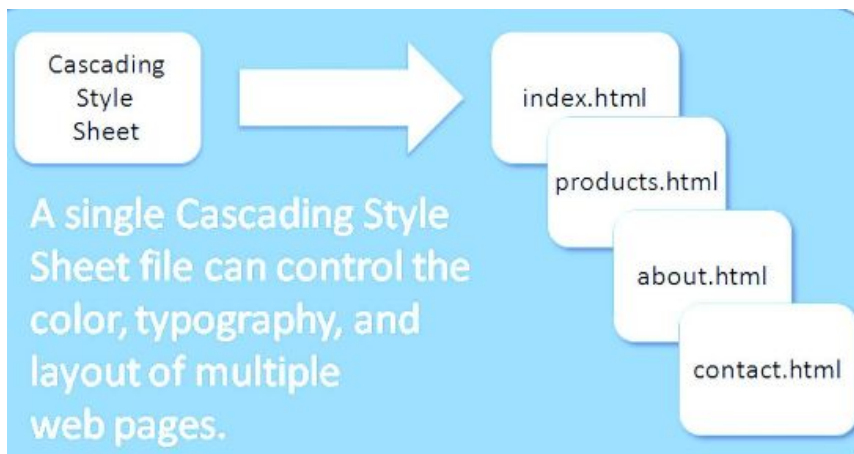 Cascading
Style
Sheet
index.html
products.html
about.html
contact.html
A single Cascading Style
Sheet file can control the
color, typography, and
layout of multiple
web pages.